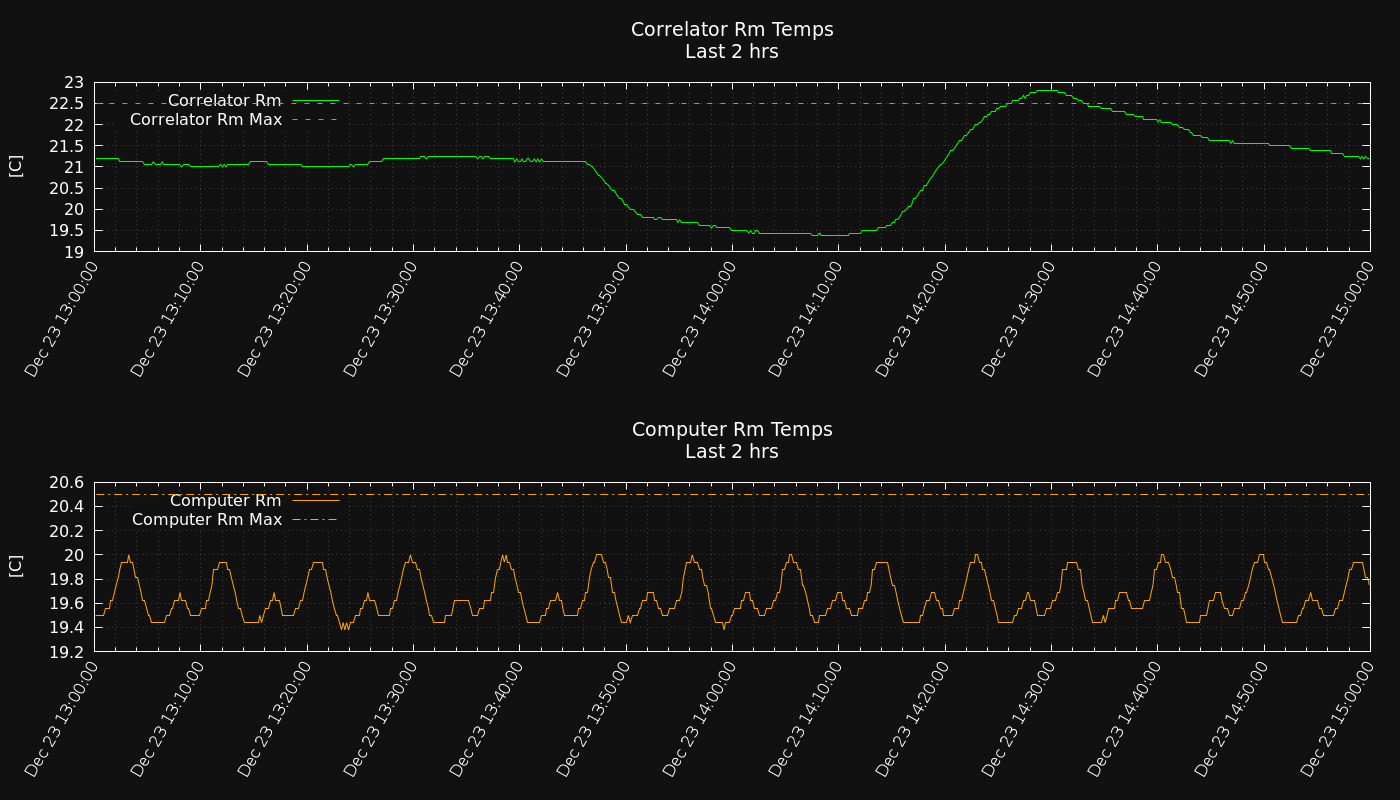 Correlator Rm Temps
Last 2 hrs
23
22.5
22
21.5
21
20.5
20
19.5
19
[C]
Correlator Rm
Correlator Rm Max
Dec 23 13:00:00
Dec 23 13:10:00
Dec 23 13:20:00
Dec 23 13:30:00
Dec 23 13:40:00
Dec 23 13:50:00
Dec 23 14:00:00
Dec 23 14:10:00
Dec 23 14:20:00
Dec 23 14:30:00
Dec 23 14:40:00
Dec 23 14:50:00
Dec 23 15:00:00
Computer Rm Temps
Last 2 hrs
20.6
20.4
20.2
20
19.8
19.6
19.4
19.2
[C]
Computer Rm
Computer Rm Max
Dec 23 13:00:00
Dec 23 13:10:00
Dec 23 13:20:00
Dec 23 13:30:00
Dec 23 13:40:00
Dec 23 13:50:00
Dec 23 14:00:00
Dec 23 14:10:00
Dec 23 14:20:00
Dec 23 14:30:00
Dec 23 14:40:00
Dec 23 14:50:00
Dec 23 15:00:00